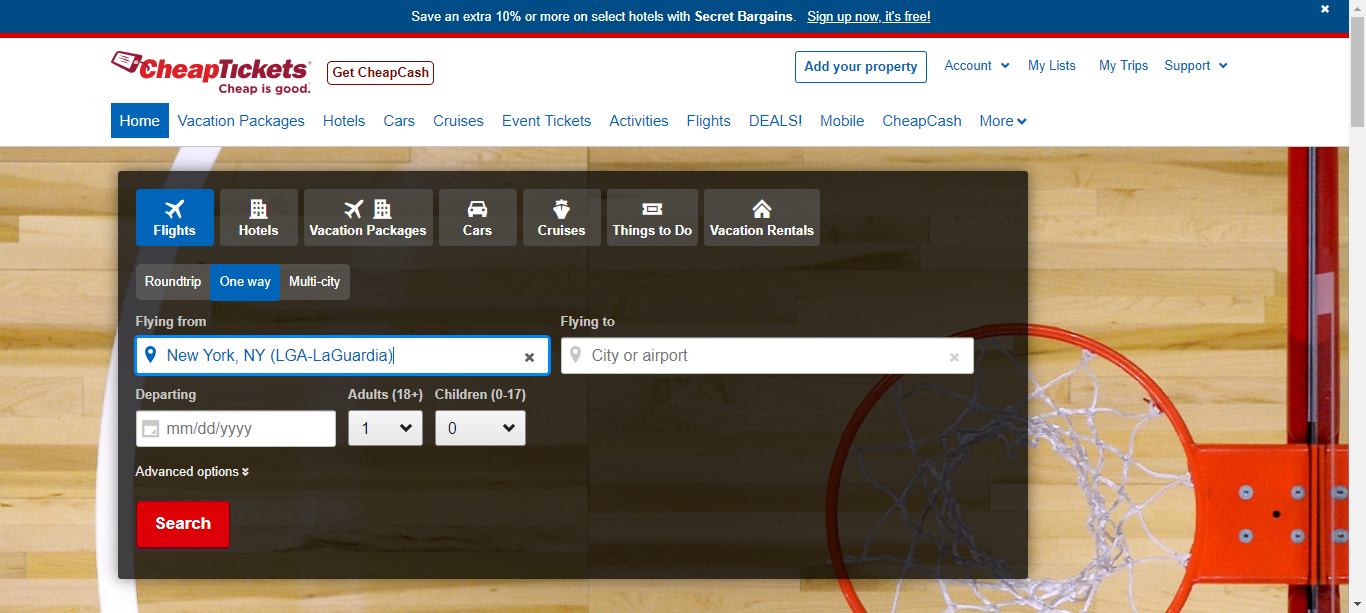 Save an extra 10% or more on select hotels with Secret Bargains. Sign up now, it's free!
CheapTickets
Cheap is good.
Get CheapCash
Add your property
Account
My Lists
My Trips
Support
Home
Vacation Packages
Hotels
Cars
Cruises
Event Tickets
Activities
Flights
DEALS!
Mobile
CheapCash
More
Flights
Hotels
Vacation Packages
Cars
Cruises
Things to Do
Vacation Rentals
Roundtrip
One way
Multi-city
Flying from
Flying to
New York, NY (LGA-LaGuardia)
City or airport
Departing
Adults (18+)
Children (0-17)
mm/dd/yyyy
1
0
Advanced options
Search